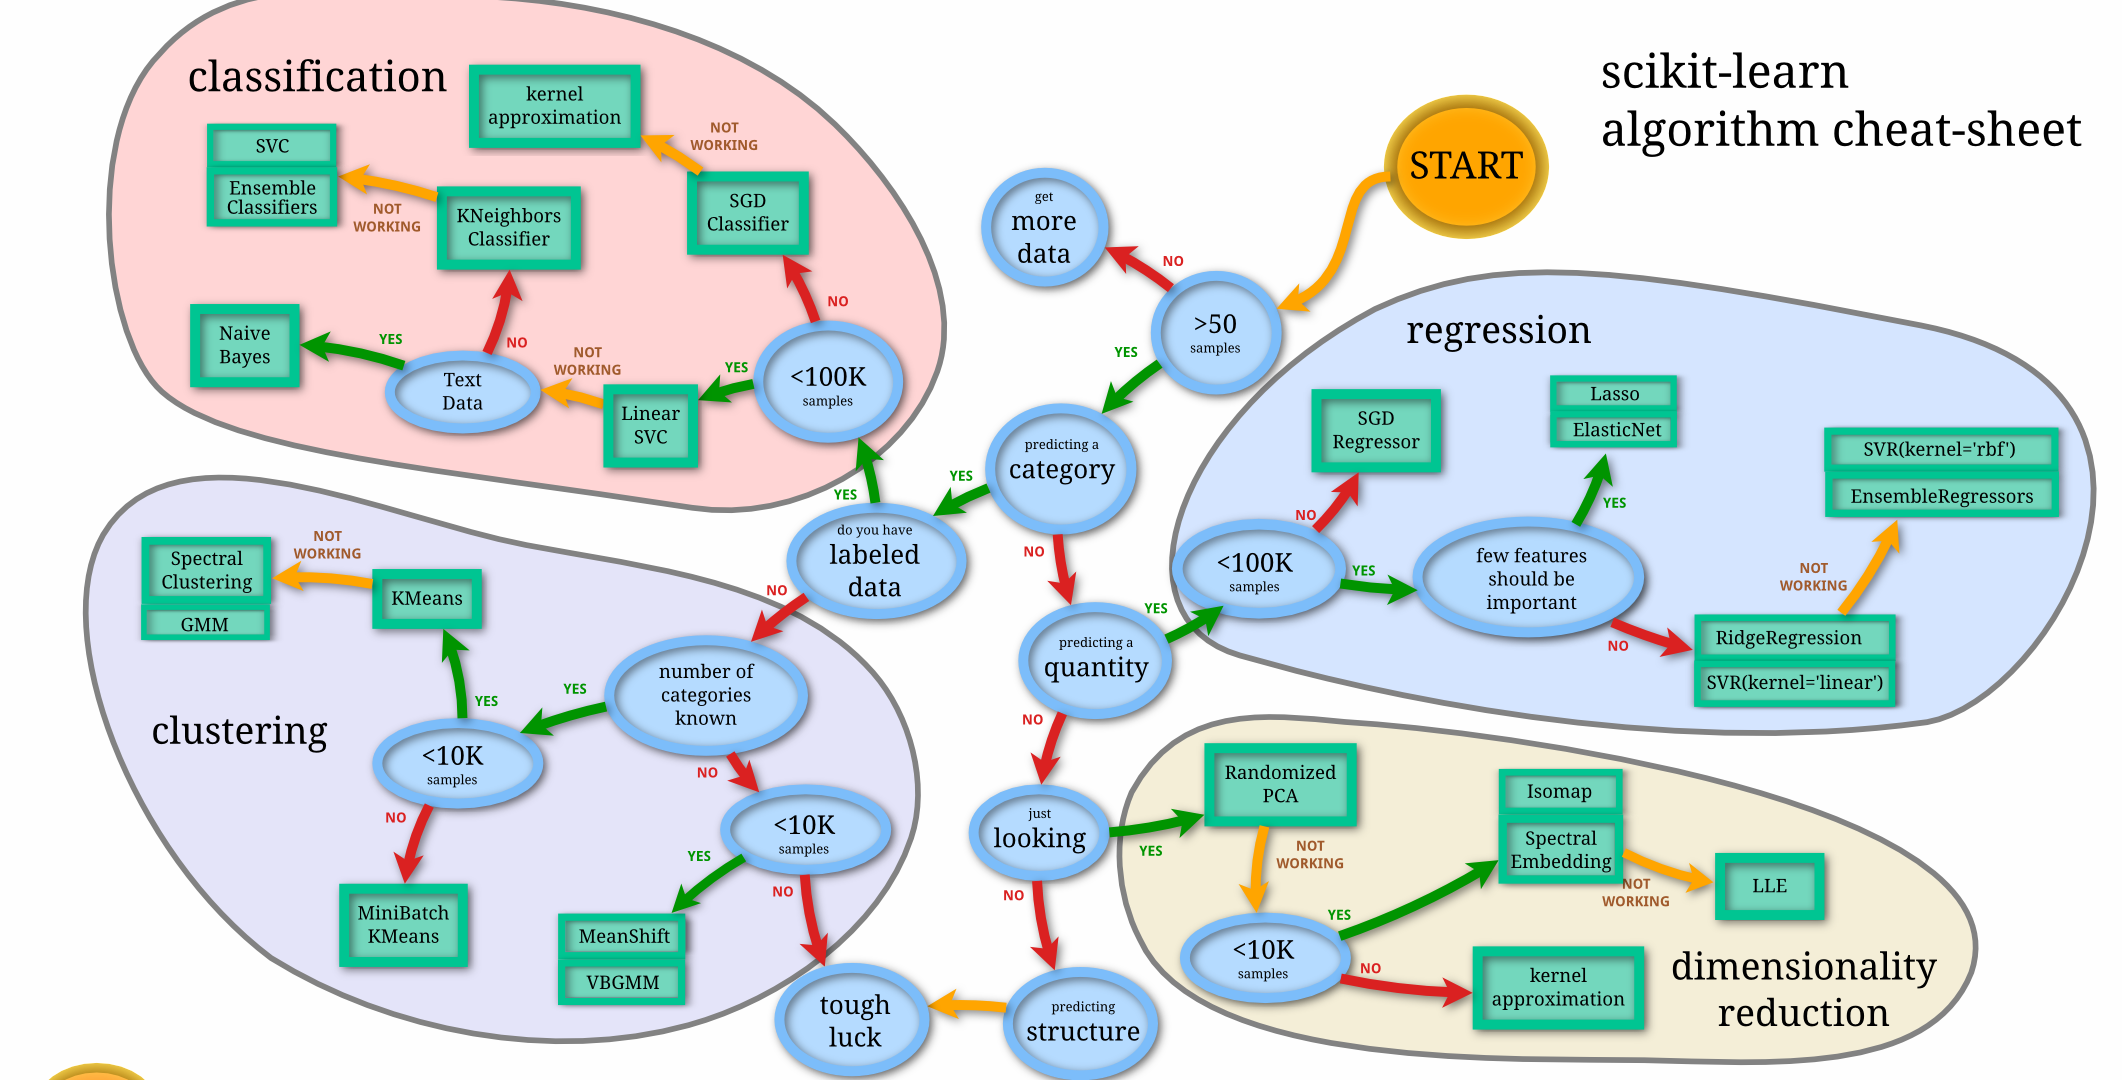 scikit-learn
algorithm cheat-sheet
START
get
more
data
NO
>50
samples
YES
predicting a
category
YES
NO
do you have
labeled
data
YES
NO
predicting a
quantity
YES
NO
just
looking
YES
NO
predicting
structure
tough
luck
classification
kernel
approximation
NOT
WORKING
SGD
Classifier
NO
<100K
samples
YES
Linear
SVC
NOT
WORKING
Text
Data
YES
Naive
Bayes
NO
KNeighbors
Classifier
NOT
WORKING
SVC
Ensemble
Classifiers
regression
<100K
samples
NO
SGD
Regressor
YES
few features
should be
important
YES
Lasso
ElasticNet
NO
RidgeRegression
SVR(kernel='linear')
NOT
WORKING
SVR(kernel='rbf')
EnsembleRegressors
clustering
number of
categories
known
YES
<10K
samples
YES
KMeans
NOT
WORKING
Spectral
Clustering
GMM
NO
MiniBatch
KMeans
NO
<10K
samples
YES
MeanShift
VBGMM
NO
dimensionality
reduction
Randomized
PCA
NOT
WORKING
<10K
samples
YES
Isomap
Spectral
Embedding
NOT
WORKING
LLE
NO
kernel
approximation